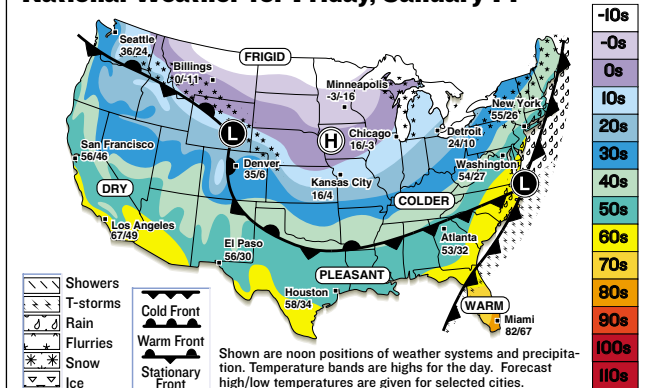 National Weather for Friday, January 14
Seattle
36/24
Billings
0/-11
FRIGID
Minneapolis
-3/-16
New York
55/26
L
H
Chicago
16/-3
Detroit
24/10
San Francisco
56/46
Denver
35/6
Washington
54/27
Kansas City
16/4
L
DRY
COLDER
Los Angeles
67/49
El Paso
56/30
Atlanta
53/32
PLEASANT
Houston
58/34
WARM
Miami
82/67
Showers
T-storms
Rain
Flurries
Snow
Ice
Cold Front
Warm Front
Stationary
Front
Shown are noon positions of weather systems and precipita-
tion. Temperature bands are highs for the day. Forecast
high/low temperatures are given for selected cities.
-10s
-0s
0s
10s
20s
30s
40s
50s
60s
70s
80s
90s
100s
110s